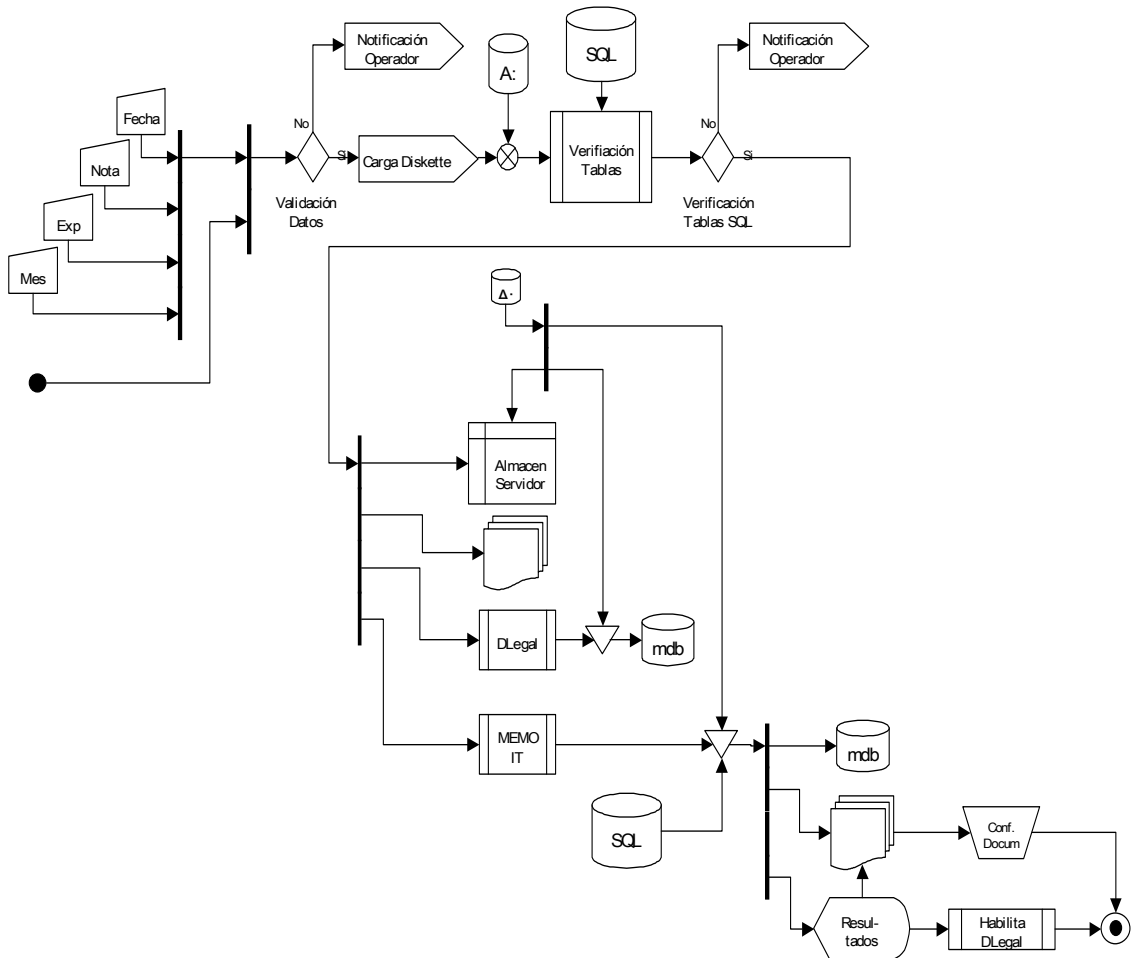 Notificación
Operador
Notificación
Operador
SQL
A:
Fecha
No
No
Nota
Si
Carga Diskette
Verifiación
Tablas
Si
Validación
Datos
Verificación
Tablas SQL
Exp
Mes
Almacen
Servidor
DLegal
mdb
MEMO
IT
mdb
SQL
Conf.
Docum
Resul-
tados
Habilita
DLegal